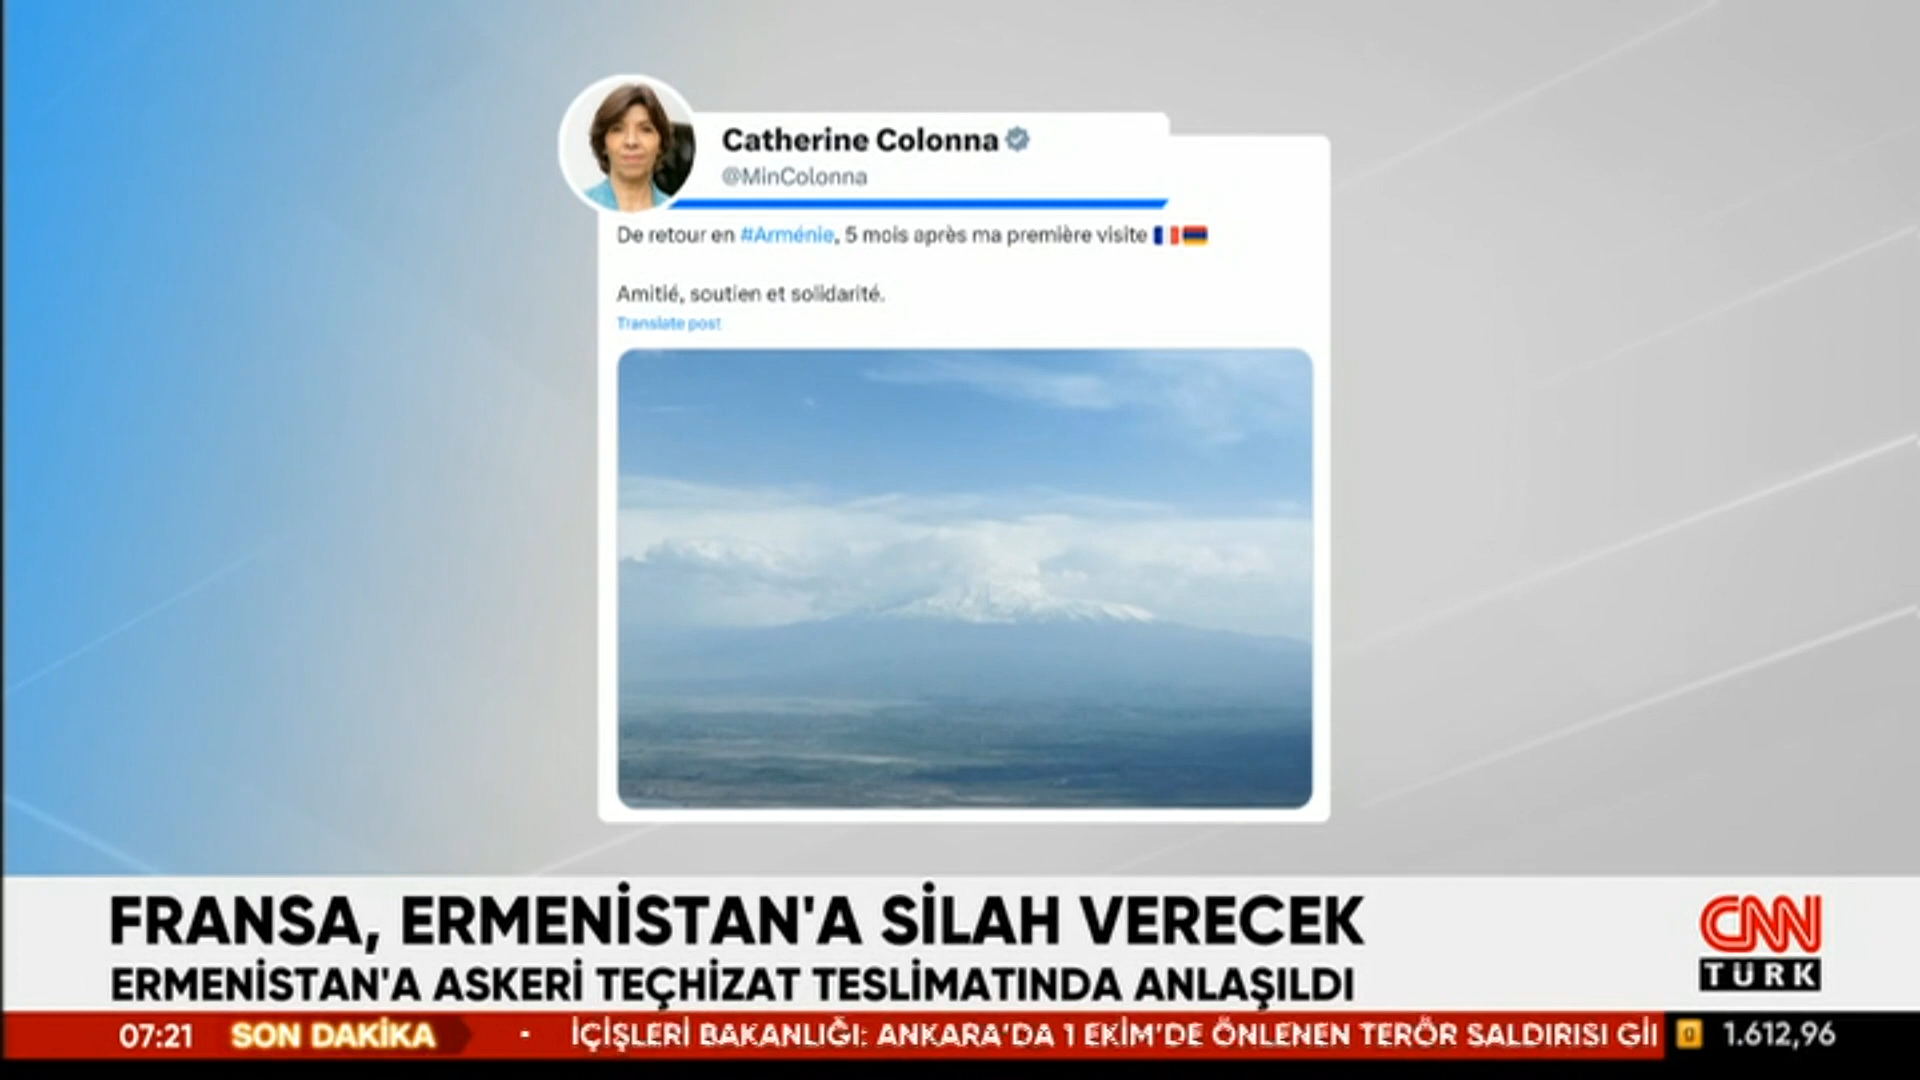 Catherine Colonna
@MinColonna
De retour en #Arménie, 5 mois après ma première visite
Amitié, soutien et solidarité.
Translate post
FRANSA, ERMENİSTAN'A SİLAH VERECEK
ERMENİSTAN'A ASKERİ TEÇHİZAT TESLİMATINDA ANLAŞILDI
CNN
TÜRK
07:21 SON DAKİKA - İÇİŞLERİ BAKANLIĞI: ANKARA'DA 1 EKİM'DE ÖNLENEN TERÖR SALDIRISI 1.612,96